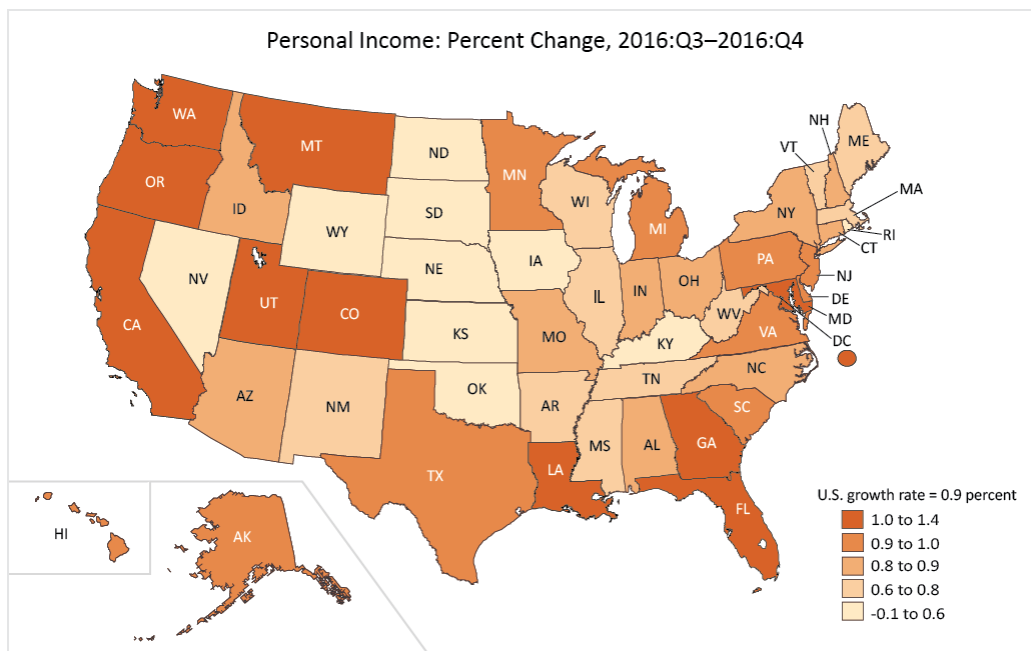 Personal Income: Percent Change, 2016:Q3–2016:Q4
WA
MT
ND
MN
OR
ID
WY
SD
WI
MI
NY
VT
NH
ME
MA
RI
CT
NV
UT
CO
NE
IA
IL
IN
OH
PA
NJ
DE
MD
DC
CA
KS
MO
KY
WV
VA
AZ
NM
OK
AR
TN
NC
SC
TX
LA
MS
AL
GA
FL
HI
AK
U.S. growth rate = 0.9 percent
1.0 to 1.4
0.9 to 1.0
0.8 to 0.9
0.6 to 0.8
-0.1 to 0.6